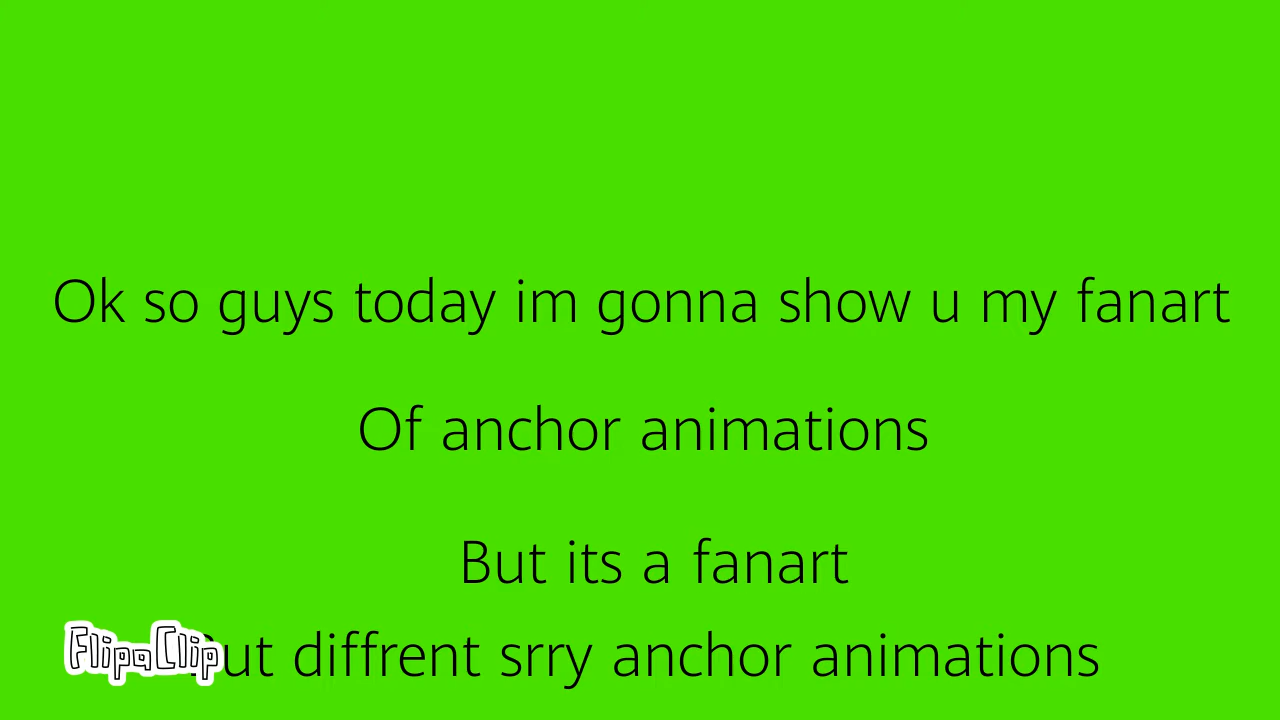 Ok so guys today im gonna show u my fanart
Of anchor animations
But its a fanart
But diffrent srry anchor animations
FlipaClip